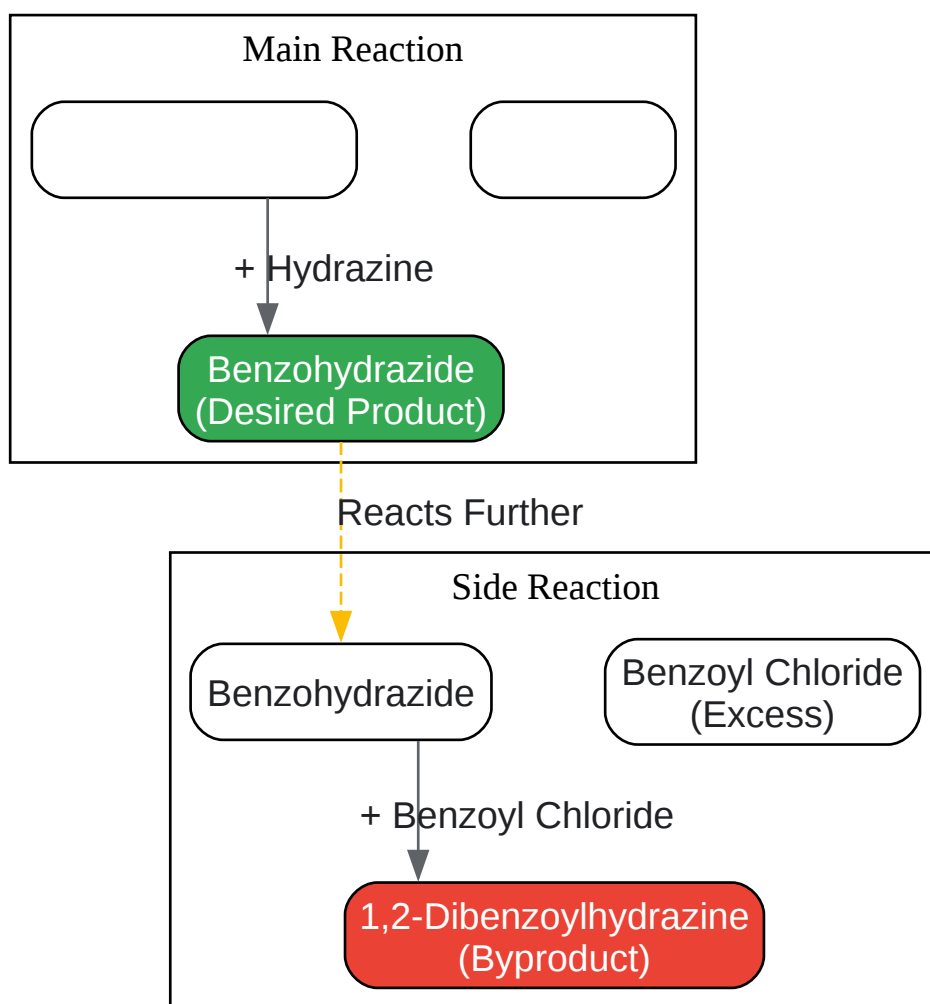 Main Reaction
+ Hydrazine
Benzohydrazide
(Desired Product)
Reacts Further
Side Reaction
Benzohydrazide
Benzoyl Chloride
(Excess)
+ Benzoyl Chloride
1,2-Dibenzoylhydrazine
(Byproduct)